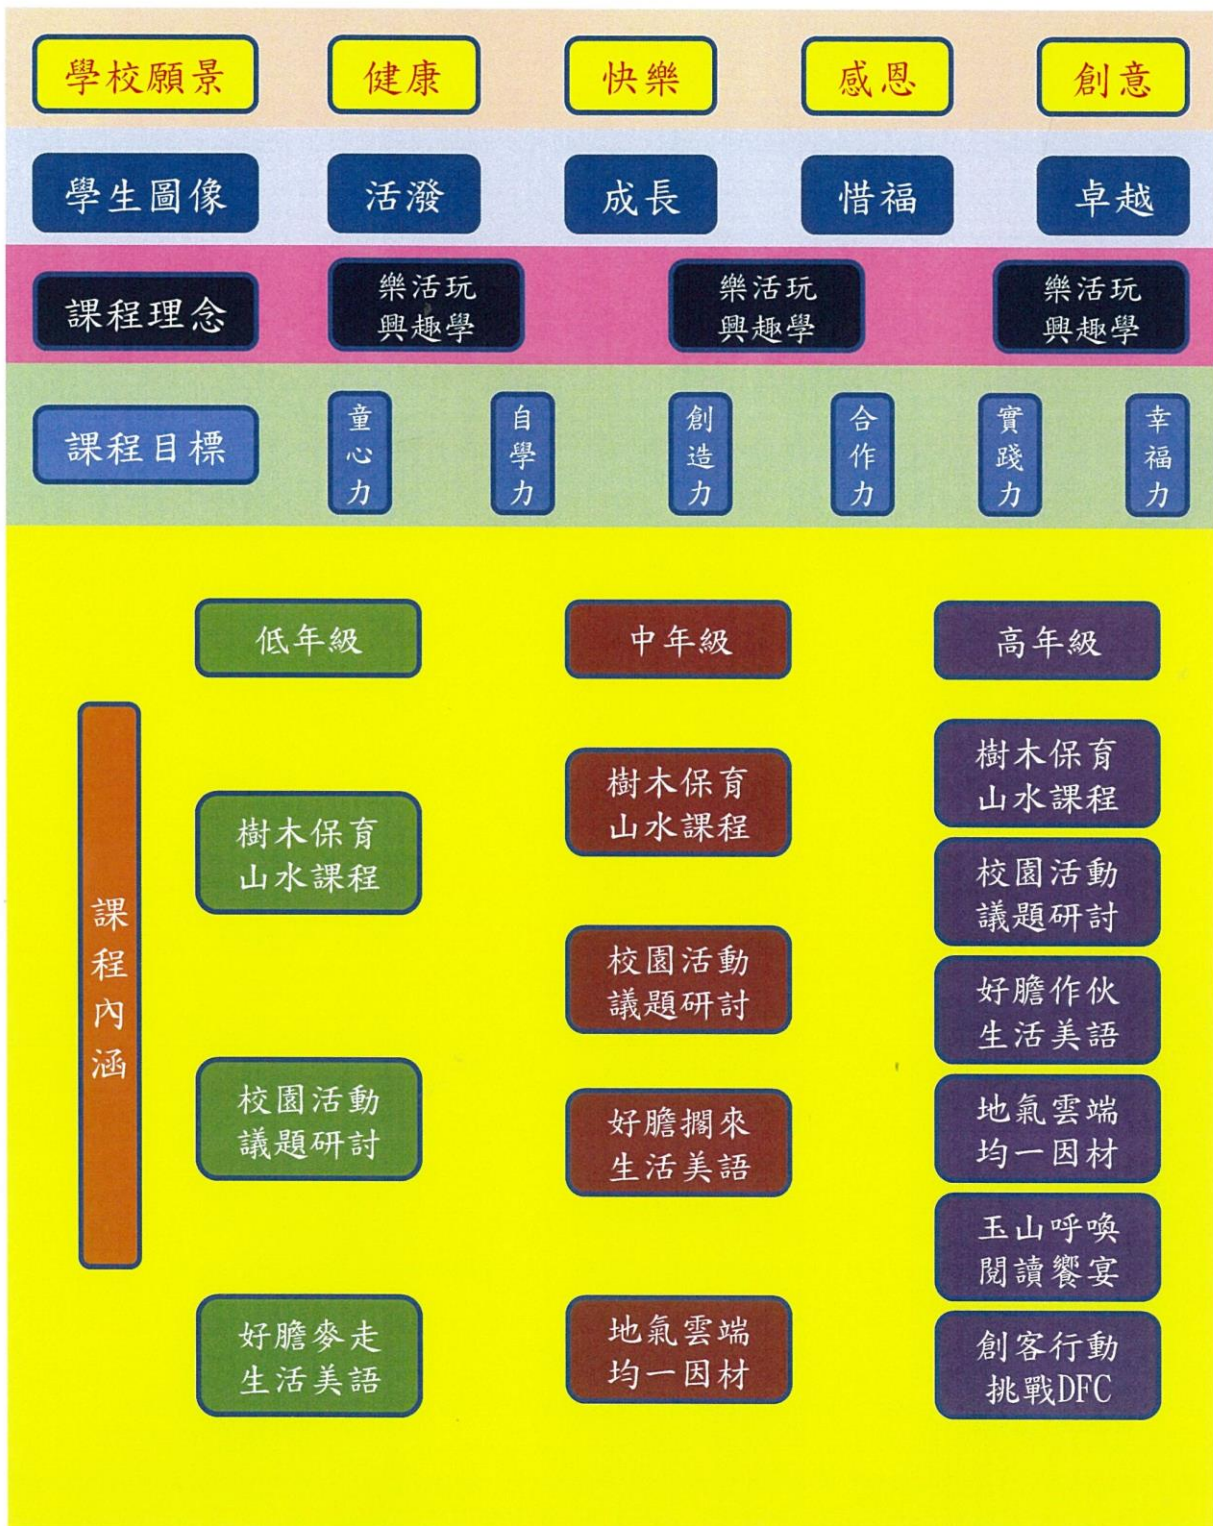 學校願景
健康
快樂
感恩
創意
學生圖像
活潑
成長
惜福
卓越
課程理念
樂活玩
興趣學
樂活玩
興趣學
樂活玩
興趣學
課程目標
童心力
自學力
創造力
合作力
實踐力
幸福力
課程內涵
低年級
樹木保育
山水課程
校園活動
議題研討
好膽麥走
生活美語
中年級
樹木保育
山水課程
校園活動
議題研討
好膽擱來
生活美語
地氣雲端
均一因材
高年級
樹木保育
山水課程
校園活動
議題研討
好膽作伙
生活美語
地氣雲端
均一因材
玉山呼喚
閱讀饗宴
創客行動
挑戰DFC